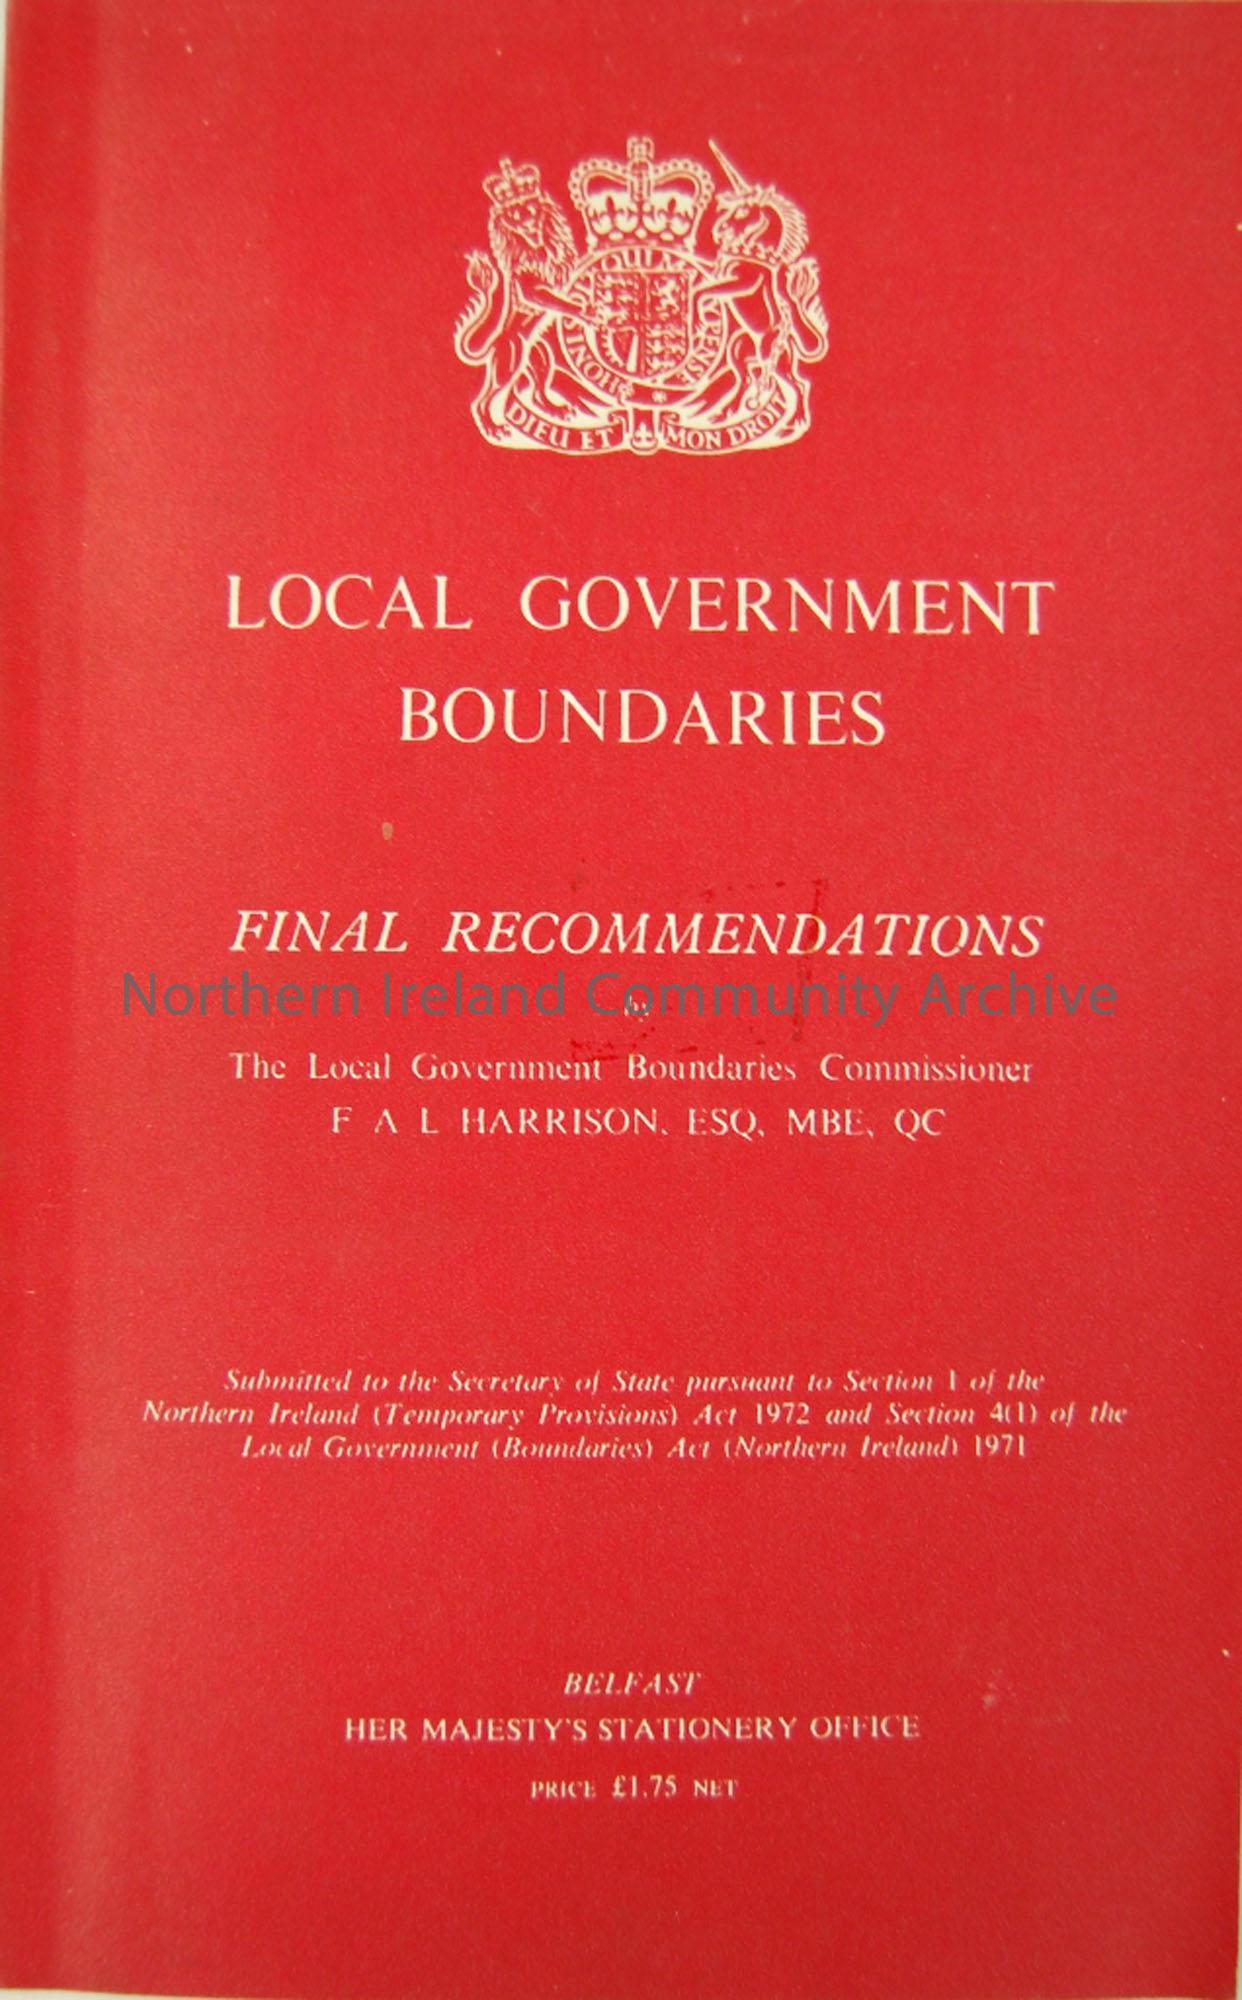 QUI MA
HONI S
PENSE
DIEU ET MON DROIT
LOCAL GOVERNMENT
BOUNDARIES
FINAL RECOMMENDATIONS
Northern Ireland Community Archive
by
The Local Government Boundaries Commissioner
F A L HARRISON, ESQ, MBE, QC
Submitted to the Secretary of State pursuant to Section 1 of the
Northern Ireland (Temporary Provisions) Act 1972 and Section 4(1) of the
Local Government (Boundaries) Act (Northern Ireland) 1971
BELFAST
HER MAJESTY'S STATIONERY OFFICE
PRICE £1.75 NET